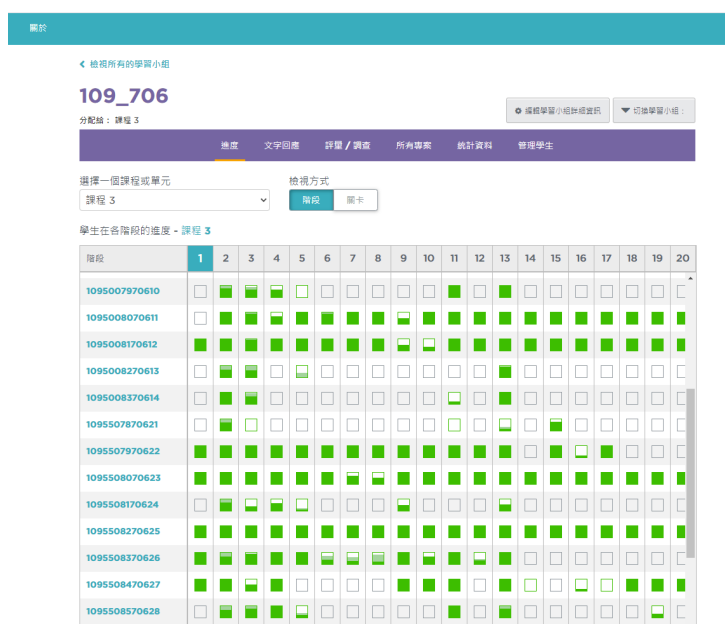 關於
檢視所有的學習小組
109_706
編輯學習小組詳細資訊 切換學習小組:
分配給: 課程 3
進度 文字回應 評量 / 調查 所有專案 統計資料 管理學生
選擇一個課程或單元 檢視方式
課程 3 階段 關卡
學生在各階段的進度 - 課程 3
階段 1 2 3 4 5 6 7 8 9 10 11 12 13 14 15 16 17 18 19 20
1095007970610
1095008070611
1095008170612
1095008270613
1095008370614
1095507870621
1095507970622
1095508070623
1095508170624
1095508270625
1095508370626
1095508470627
1095508570628